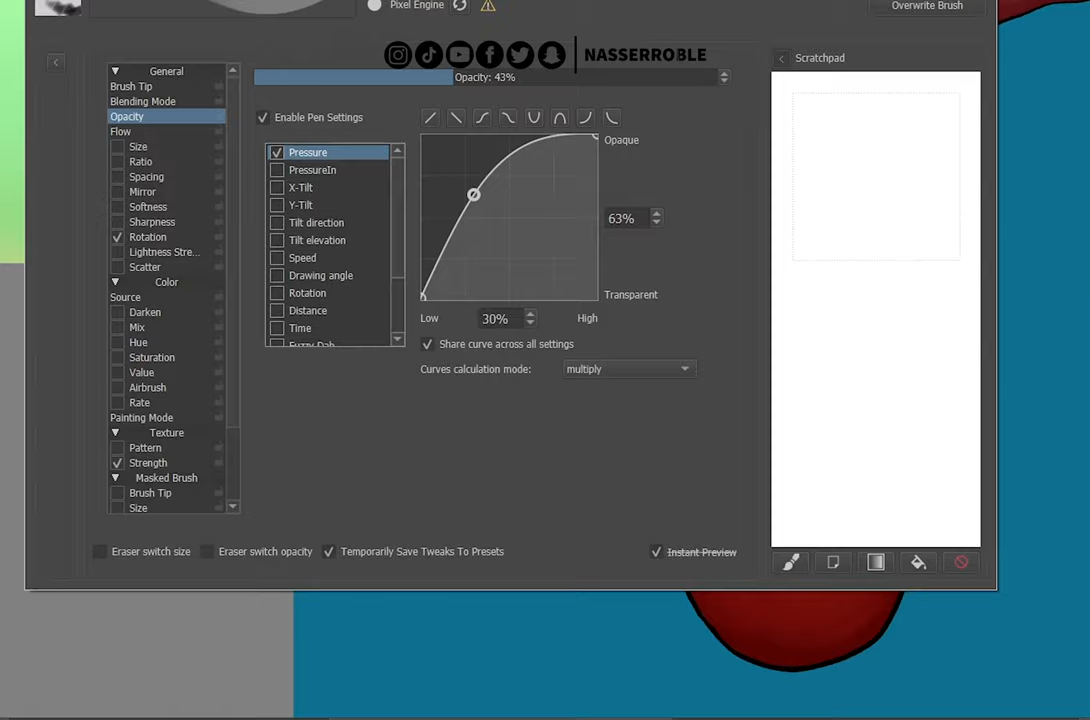 Pixel Engine
Overwrite Brush
NASSERROBLE
Scratchpad
General
Brush Tip
Blending Mode
Opacity
Flow
Size
Ratio
Spacing
Mirror
Softness
Sharpness
Rotation
Lightness Stre...
Scatter
Color
Source
Darken
Mix
Hue
Saturation
Value
Airbrush
Rate
Painting Mode
Texture
Pattern
Strength
Masked Brush
Brush Tip
Size
Opacity: 43%
Enable Pen Settings
Pressure
PressureIn
X-Tilt
Y-Tilt
Tilt direction
Tilt elevation
Speed
Drawing angle
Rotation
Distance
Time
Fuzzy Dab
Opaque
63%
Transparent
Low
30%
High
Share curve across all settings
Curves calculation mode:
multiply
Eraser switch size
Eraser switch opacity
Temporarily Save Tweaks To Presets
Instant Preview